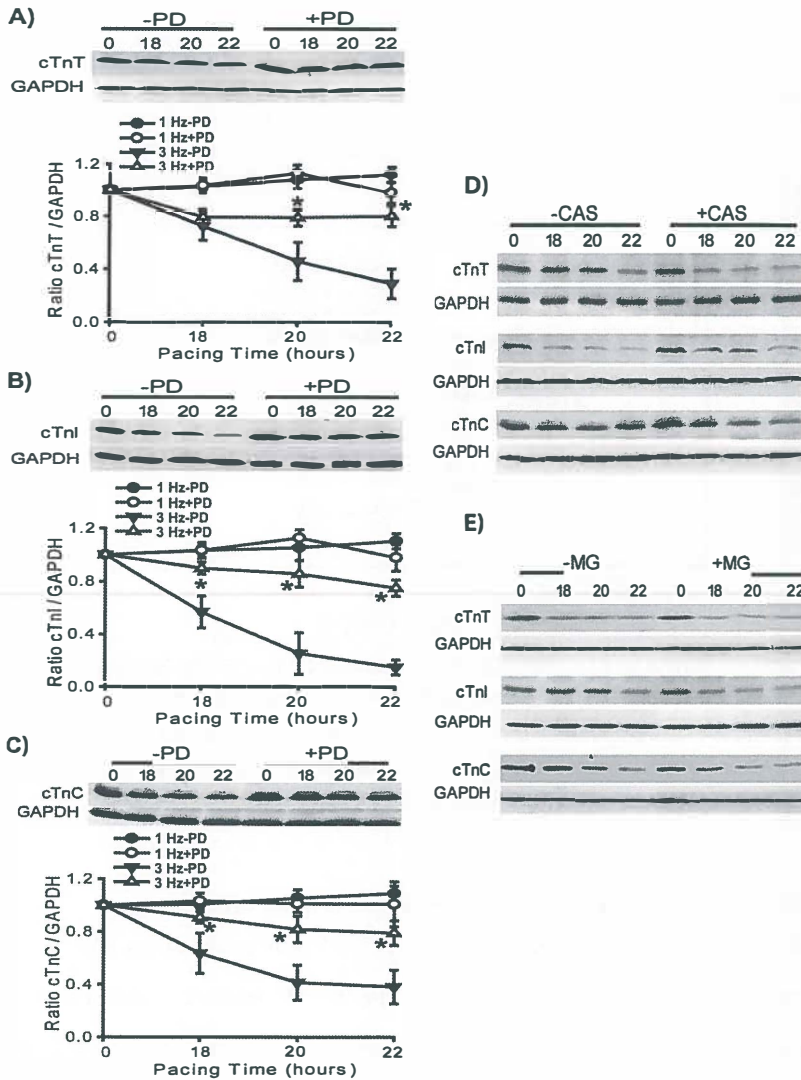 A)
-PD +PD
0 18 20 22 0 18 20 22
cTnT
GAPDH
1 Hz-PD
1 Hz+PD
3 Hz-PD
3 Hz+PD
Ratio cTnT/GAPDH
1.2
0.8
0.4
0.0
*
*
0 18 20 22
Pacing Time (hours)
B)
-PD +PD
0 18 20 22 0 18 20 22
cTnI
GAPDH
1 Hz-PD
1 Hz+PD
3 Hz-PD
3 Hz+PD
Ratio cTnI/GAPDH
1.2
0.8
0.4
0.0
* * *
0 18 20 22
Pacing Time (hours)
C)
-PD +PD
0 18 20 22 0 18 20 22
cTnC
GAPDH
1 Hz-PD
1 Hz+PD
3 Hz-PD
3 Hz+PD
Ratio cTnC/GAPDH
1.2
0.8
0.4
0.0
* * *
0 18 20 22
Pacing Time (hours)
D)
-CAS +CAS
0 18 20 22 0 18 20 22
cTnT
GAPDH
cTnI
GAPDH
cTnC
GAPDH
E)
-MG +MG
0 18 20 22 0 18 20 22
cTnT
GAPDH
cTnI
GAPDH
cTnC
GAPDH